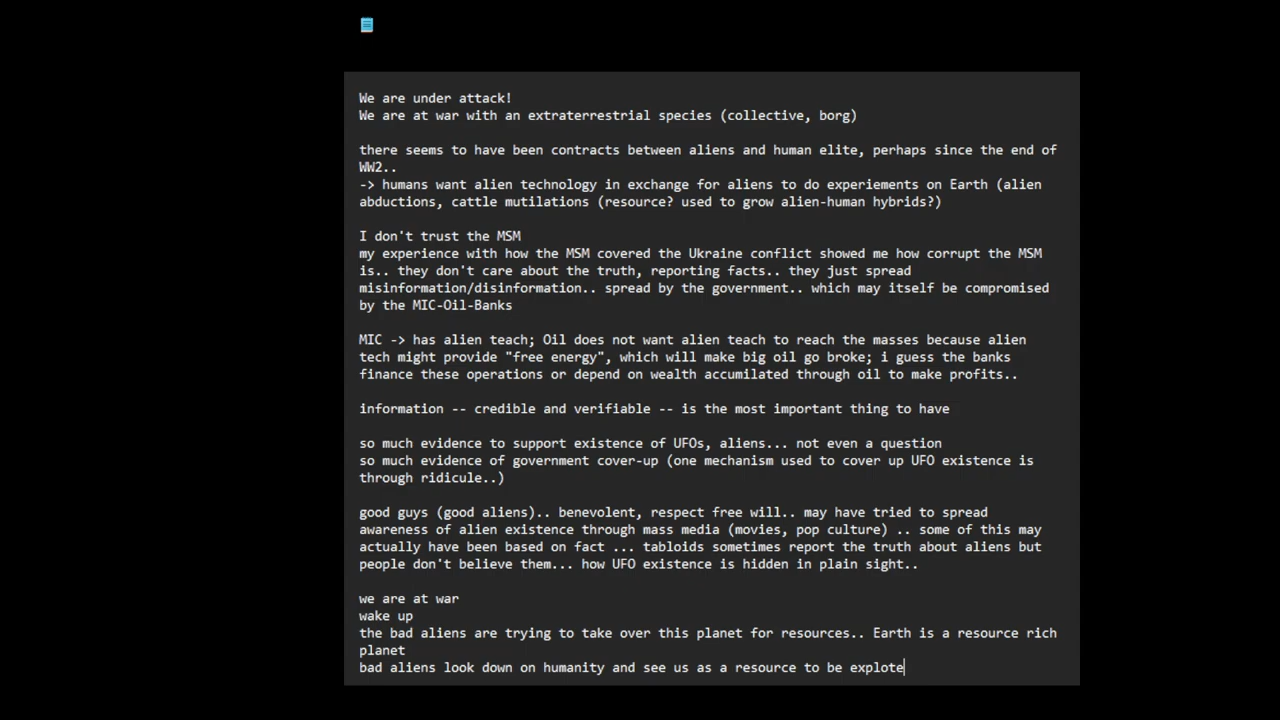 We are under attack!
We are at war with an extraterrestrial species (collective, borg)
there seems to have been contracts between aliens and human elite, perhaps since the end of
WW2..
-> humans want alien technology in exchange for aliens to do experiements on Earth (alien
abductions, cattle mutilations (resource? used to grow alien-human hybrids?)
I don't trust the MSM
my experience with how the MSM covered the Ukraine conflict showed me how corrupt the MSM
is.. they don't care about the truth, reporting facts.. they just spread
misinformation/disinformation.. spread by the government.. which may itself be compromised
by the MIC-Oil-Banks
MIC -> has alien teach; Oil does not want alien teach to reach the masses because alien
tech might provide "free energy", which will make big oil go broke; i guess the banks
finance these operations or depend on wealth accumilated through oil to make profits..
information -- credible and verifiable -- is the most important thing to have
so much evidence to support existence of UFOs, aliens... not even a question
so much evidence of government cover-up (one mechanism used to cover up UFO existence is
through ridicule..)
good guys (good aliens).. benevolent, respect free will.. may have tried to spread
awareness of alien existence through mass media (movies, pop culture) .. some of this may
actually have been based on fact ... tabloids sometimes report the truth about aliens but
people don't believe them... how UFO existence is hidden in plain sight..
we are at war
wake up
the bad aliens are trying to take over this planet for resources.. Earth is a resource rich
planet
bad aliens look down on humanity and see us as a resource to be explote